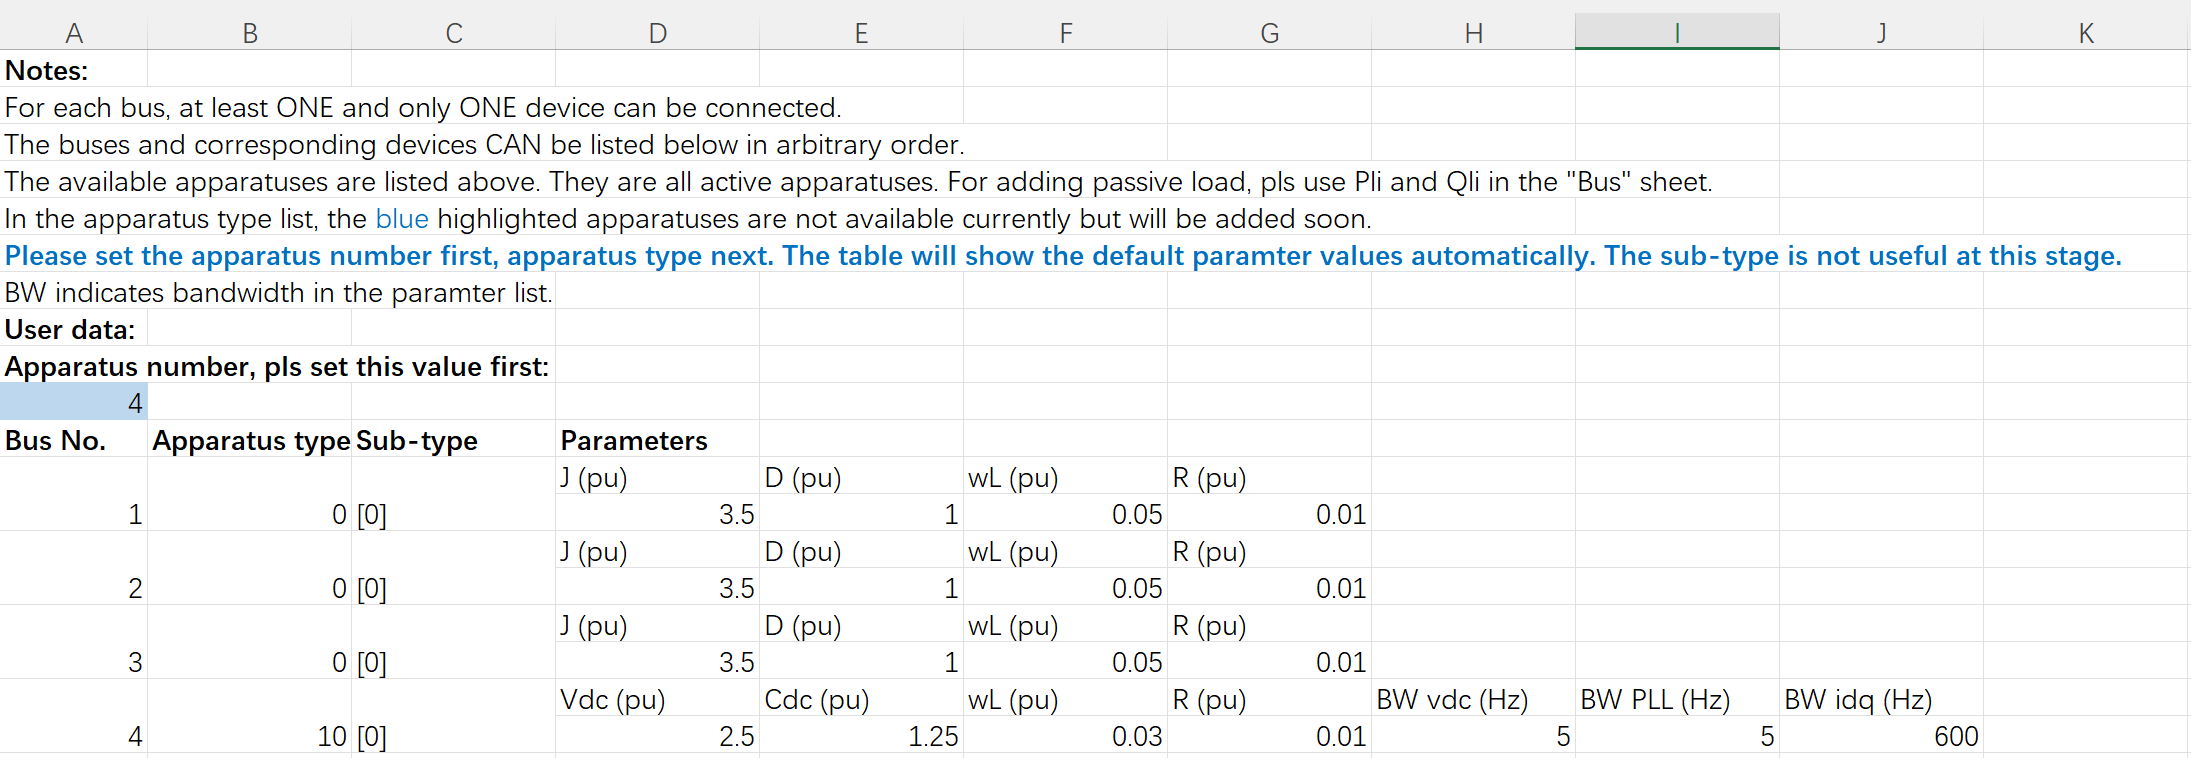 A B C D E F G H I J K
Notes:
For each bus, at least ONE and only ONE device can be connected.
The buses and corresponding devices CAN be listed below in arbitrary order.
The available apparatuses are listed above. They are all active apparatuses. For adding passive load, pls use Pli and Qli in the "Bus" sheet.
In the apparatus type list, the blue highlighted apparatuses are not available currently but will be added soon.
Please set the apparatus number first, apparatus type next. The table will show the default paramter values automatically. The sub-type is not useful at this stage.
BW indicates bandwidth in the paramter list.
User data:
Apparatus number, pls set this value first:
4
Bus No. Apparatus type Sub-type Parameters
J (pu) D (pu) wL (pu) R (pu)
1 0 [0] 3.5 1 0.05 0.01
J (pu) D (pu) wL (pu) R (pu)
2 0 [0] 3.5 1 0.05 0.01
J (pu) D (pu) wL (pu) R (pu)
3 0 [0] 3.5 1 0.05 0.01
Vdc (pu) Cdc (pu) wL (pu) R (pu) BW vdc (Hz) BW PLL (Hz) BW idq (Hz)
4 10 [0] 2.5 1.25 0.03 0.01 5 5 600